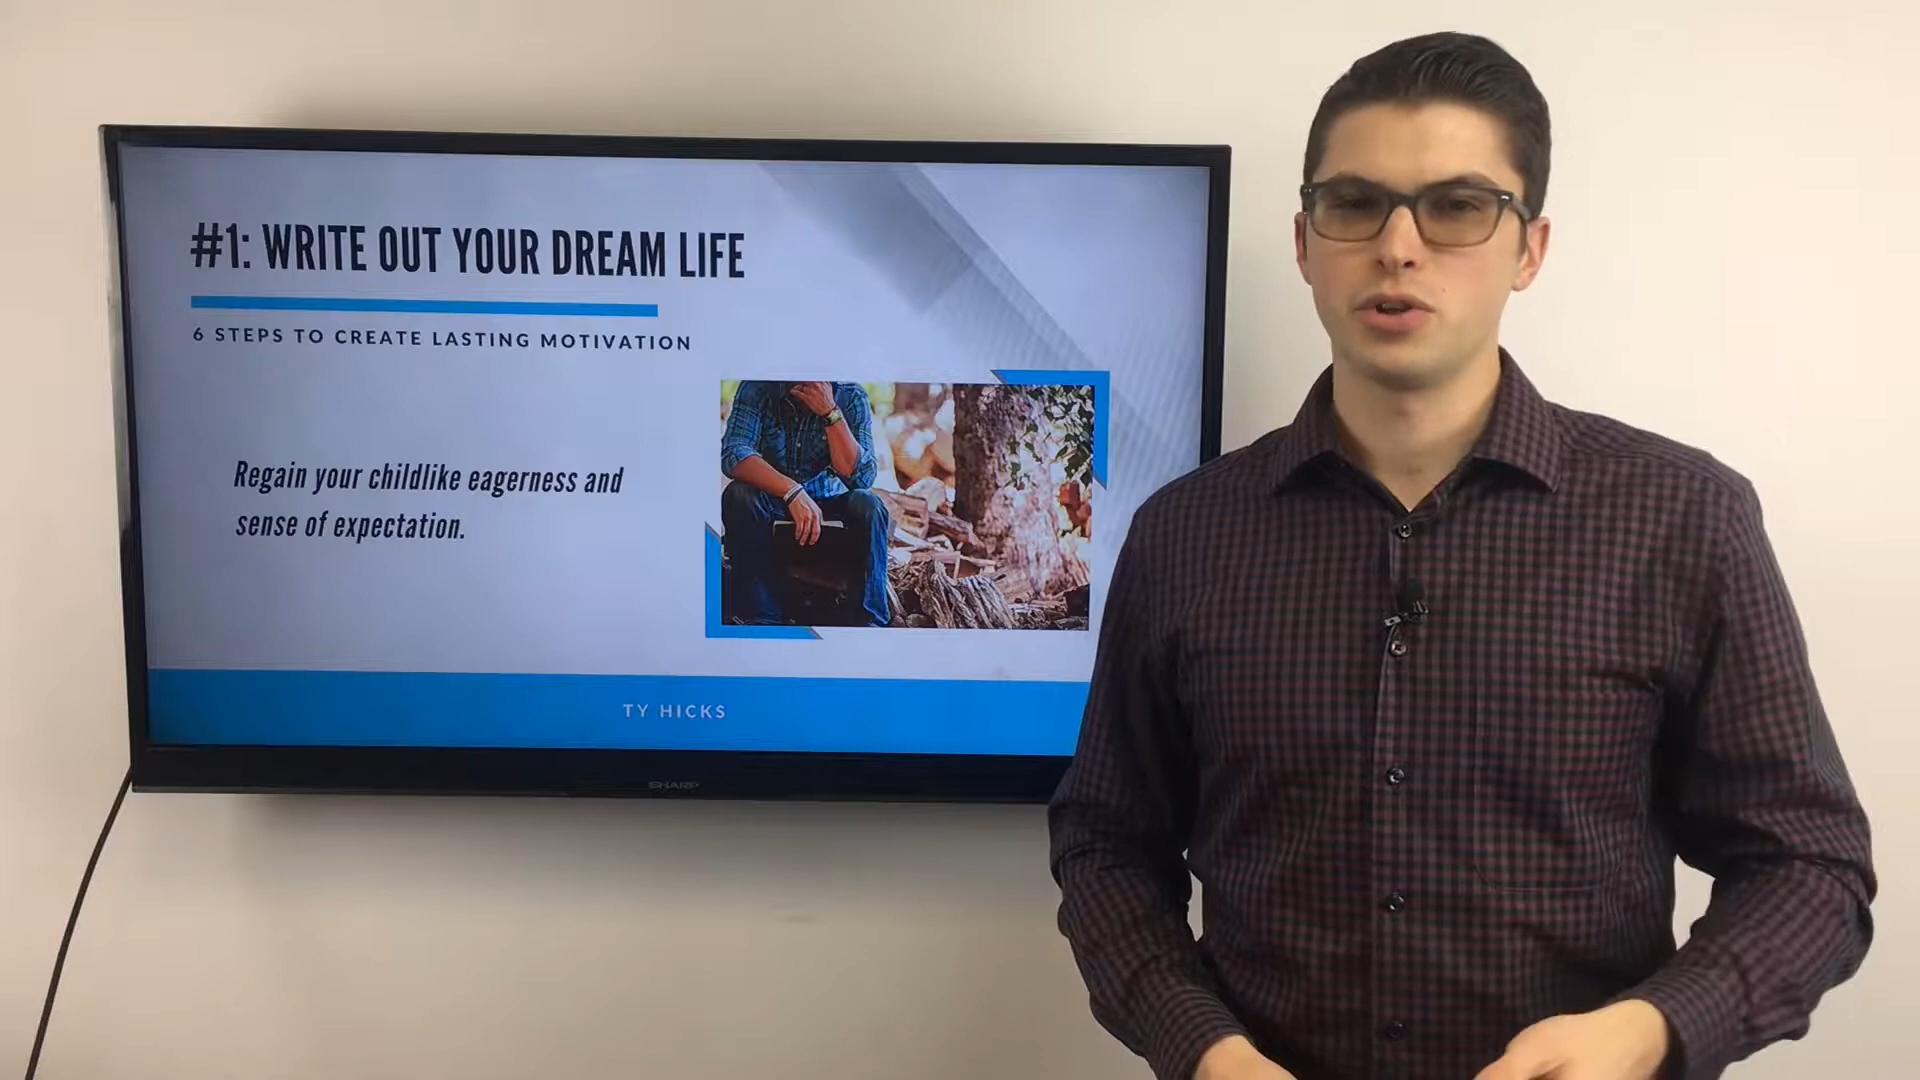 #1: WRITE OUT YOUR DREAM LIFE
6 STEPS TO CREATE LASTING MOTIVATION
Regain your childlike eagerness and
sense of expectation.
TY HICKS
SHARP